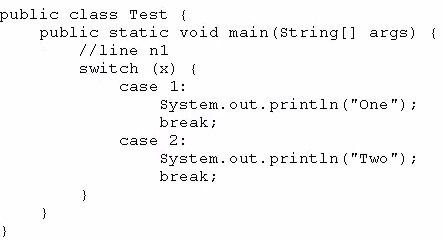 public class Test {
    public static void main(String[] args) {
        //line n1
        switch (x) {
            case 1:
                System.out.println("One");
                break;
            case 2:
                System.out.println("Two");
                break;
        }
    }
}